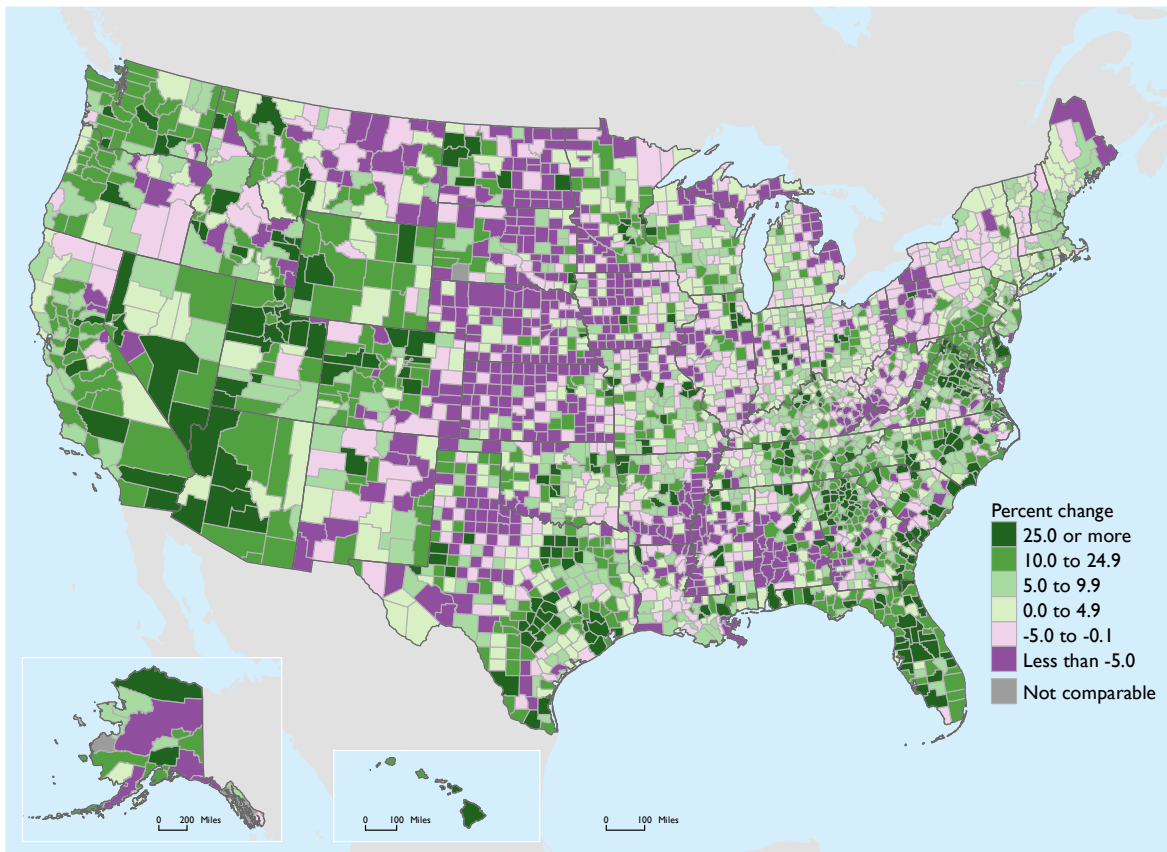 Percent change
25.0 or more
10.0 to 24.9
5.0 to 9.9
0.0 to 4.9
-5.0 to -0.1
Less than -5.0
Not comparable
0 200 Miles
0 100 Miles
0 100 Miles